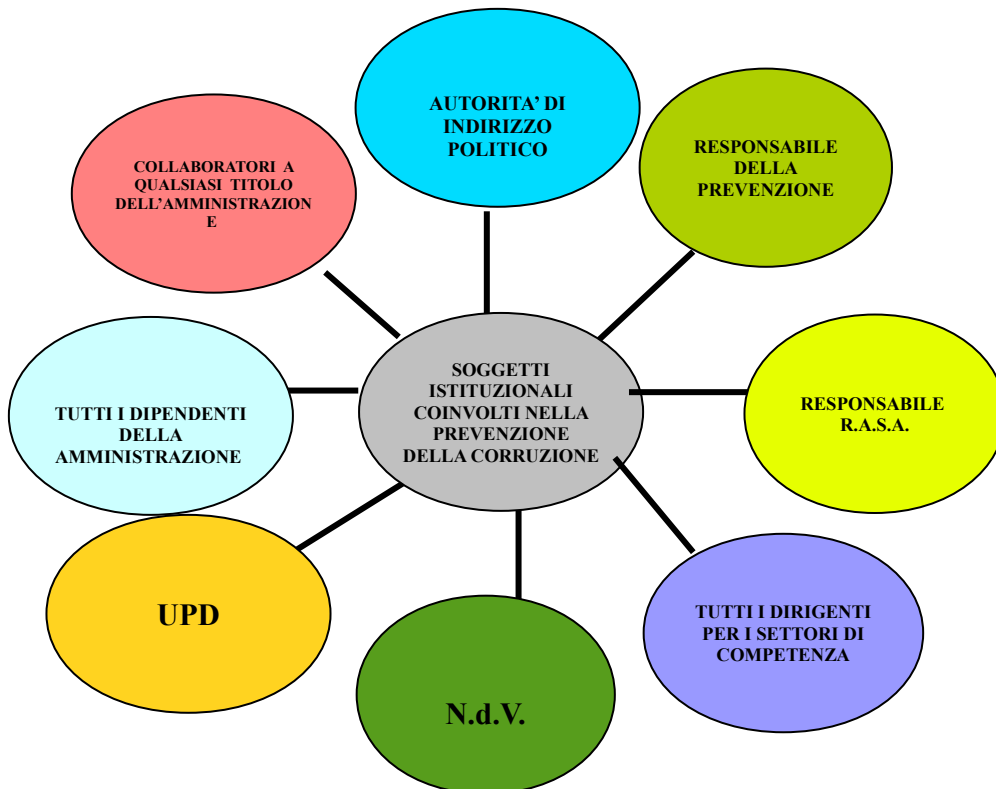 AUTORITA’ DI
INDIRIZZO
POLITICO
RESPONSABILE
DELLA
PREVENZIONE
COLLABORATORI A
QUALSIASI TITOLO
DELL’AMMINISTRAZION
E
SOGGETTI
ISTITUZIONALI
COINVOLTI NELLA
PREVENZIONE
DELLA CORRUZIONE
RESPONSABILE
R.A.S.A.
TUTTI I DIPENDENTI
DELLA
AMMINISTRAZIONE
UPD
N.d.V.
TUTTI I DIRIGENTI
PER I SETTORI DI
COMPETENZA